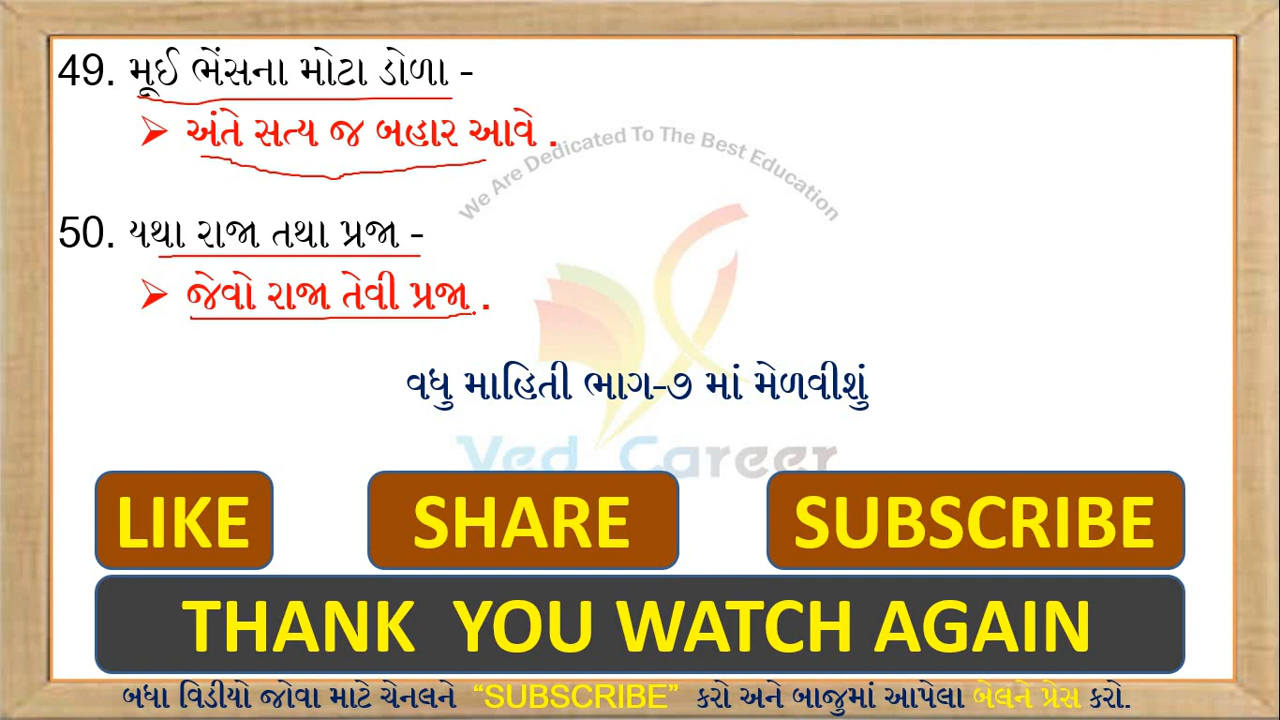 49. મૂઈ ભેંસના મોટા ડોળા -
➢ અંતે સત્ય જ બહાર આવે .
We Are Dedicated To The Best Education
50. યથા રાજા તથા પ્રજા -
➢ જેવો રાજા તેવી પ્રજા .
વધુ માહિતી ભાગ-૭ માં મેળવીશું
Ved Career
LIKE SHARE SUBSCRIBE
THANK YOU WATCH AGAIN
બધા વિડીયો જોવા માટે ચેનલને “SUBSCRIBE” કરો અને બાજુમાં આપેલા બેલને પ્રેસ કરો.